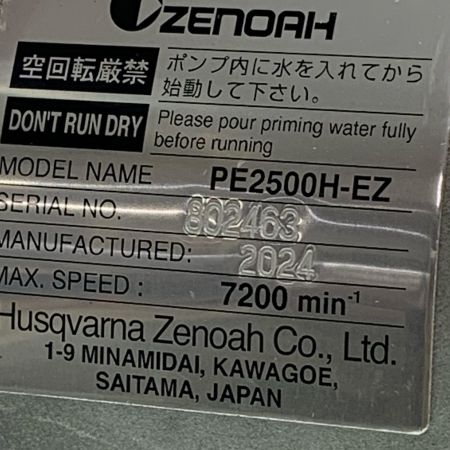 ZENOAH
空回転厳禁
ポンプ内に水を入れてから
始動して下さい。
DON'T RUN DRY
Please pour priming water fully
before running
MODEL NAME PE2500H-EZ
SERIAL NO. 802463
MANUFACTURED: 2024
MAX. SPEED : 7200 min⁻¹
Husqvarna Zenoah Co., Ltd.
1-9 MINAMIDAI, KAWAGOE,
SAITAMA, JAPAN